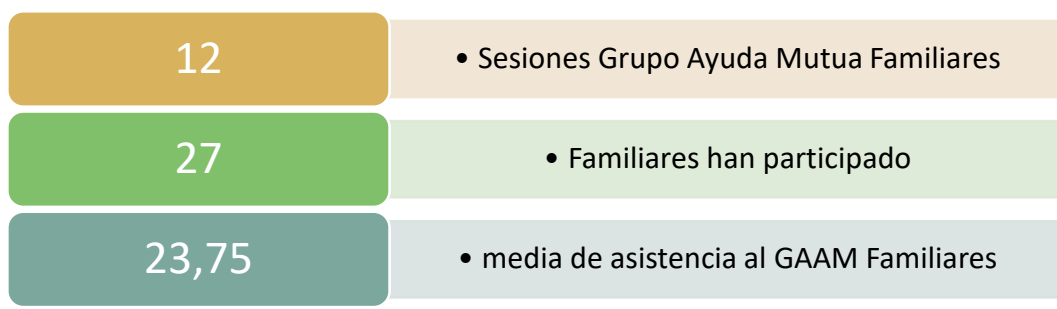 12
• Sesiones Grupo Ayuda Mutua Familiares
27
• Familiares han participado
23,75
• media de asistencia al GAAM Familiares